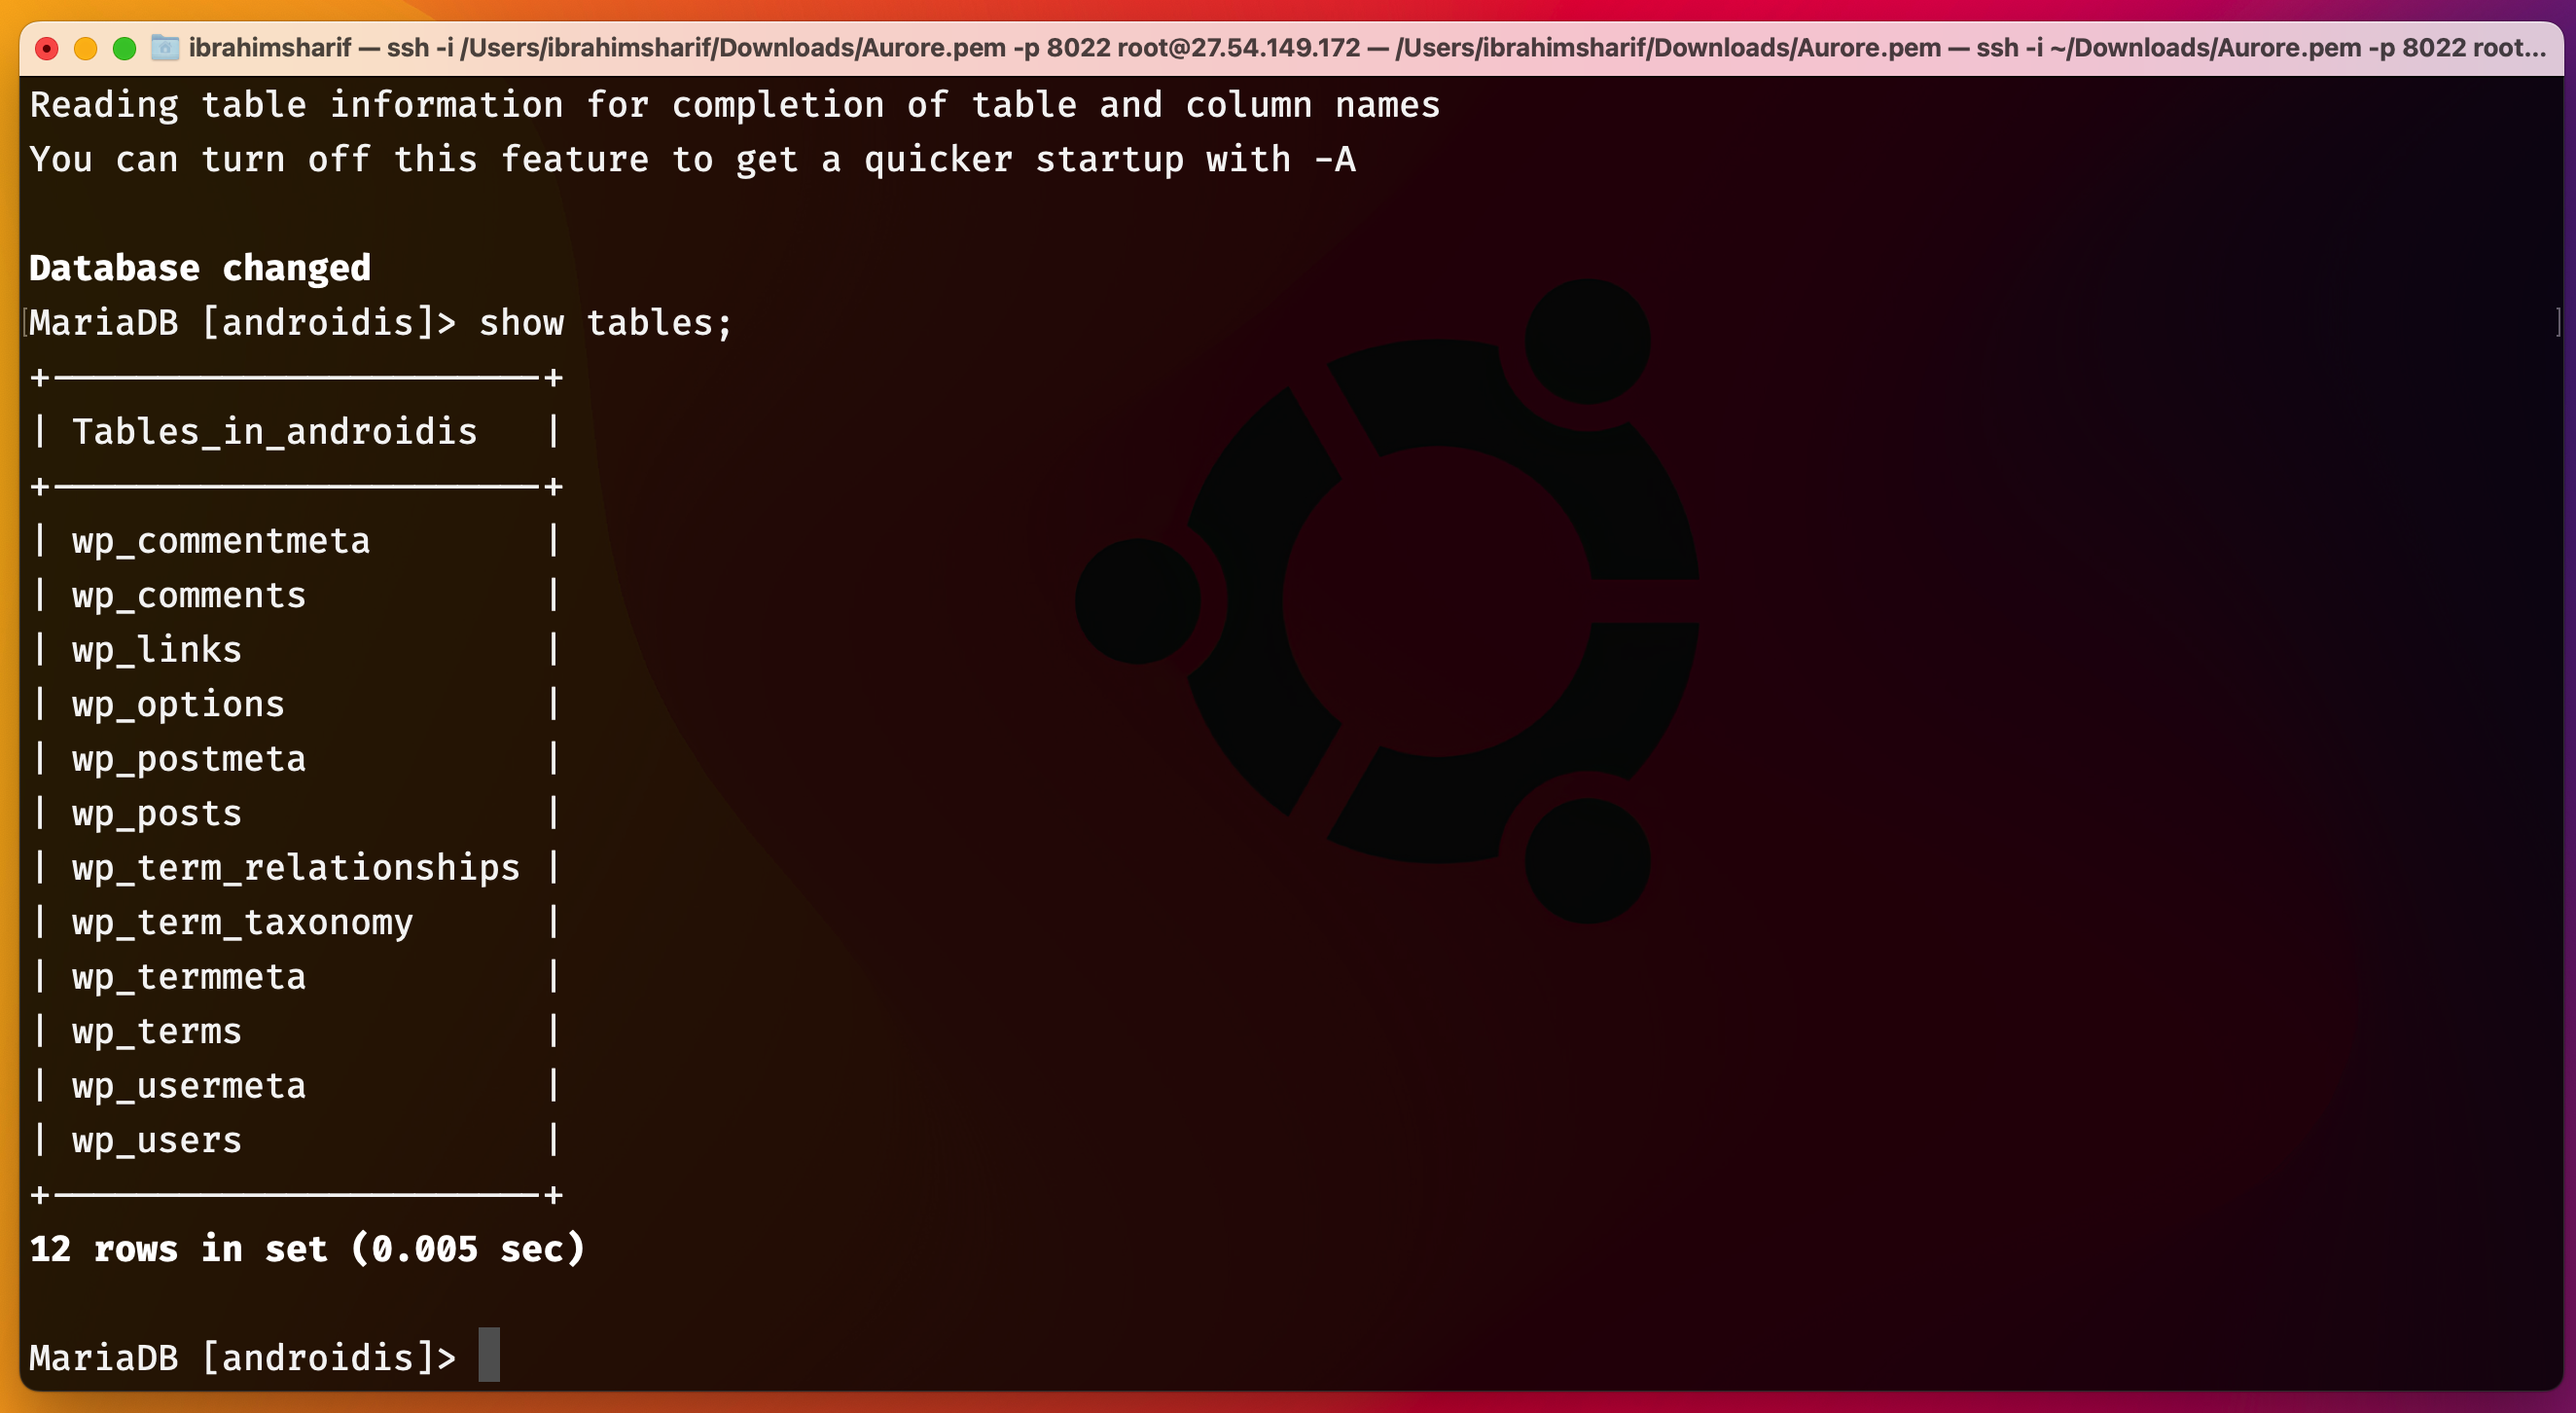 ibrahimsharif — ssh -i /Users/ibrahimsharif/Downloads/Aurore.pem -p 8022 root@27.54.149.172 — /Users/ibrahimsharif/Downloads/Aurore.pem — ssh -i ~/Downloads/Aurore.pem -p 8022 root...
Reading table information for completion of table and column names
You can turn off this feature to get a quicker startup with -A
Database changed
[MariaDB [androidis]> show tables; ]
+------------------------+
| Tables_in_androidis    |
+------------------------+
| wp_commentmeta         |
| wp_comments            |
| wp_links               |
| wp_options             |
| wp_postmeta            |
| wp_posts               |
| wp_term_relationships  |
| wp_term_taxonomy       |
| wp_termmeta            |
| wp_terms               |
| wp_usermeta            |
| wp_users               |
+------------------------+
12 rows in set (0.005 sec)
MariaDB [androidis]>